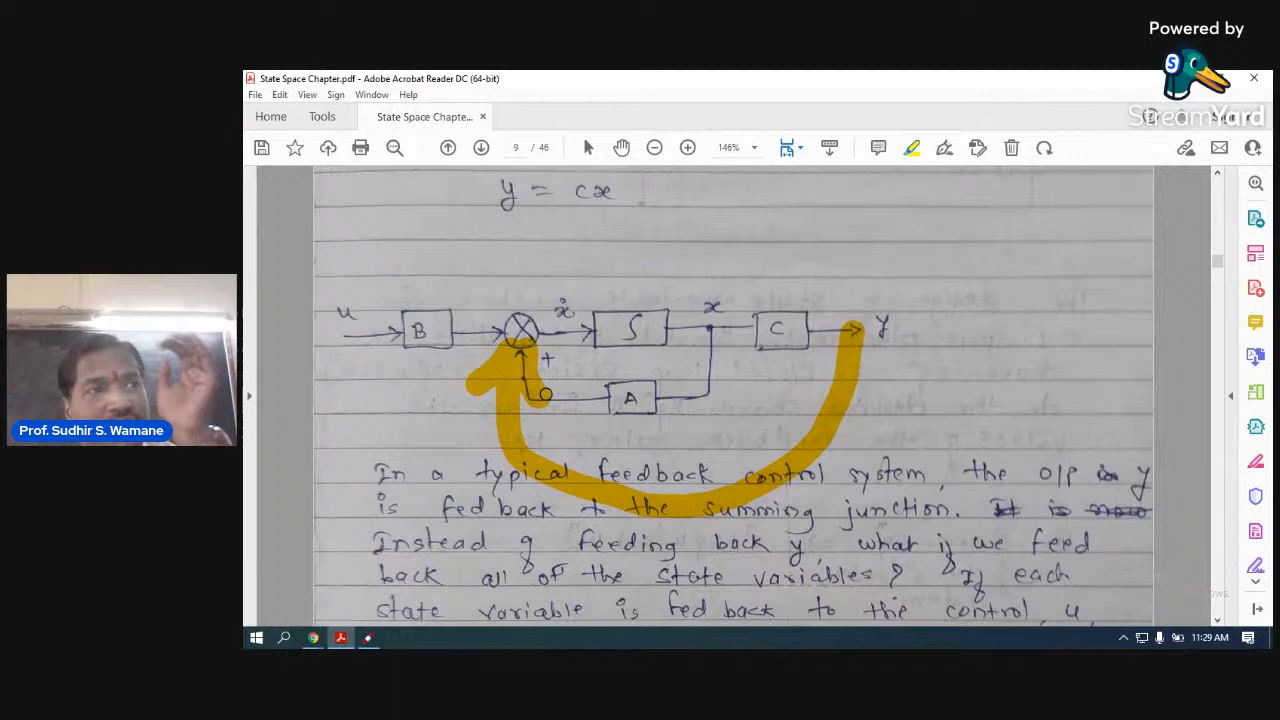 Powered by
StreamYard
State Space Chapter.pdf - Adobe Acrobat Reader DC (64-bit)
File Edit View Sign Window Help
Home Tools State Space Chapte...
9 / 46 146%
y = cx
u B ẋ ∫ x C y
+
A
In a typical feedback control system, the o/p y
is fed back to the summing junction.
Instead of feeding back y, what if we feed
back all of the state variables? If each
state variable is fed back to the control, u,
Prof. Sudhir S. Wamane
11:29 AM